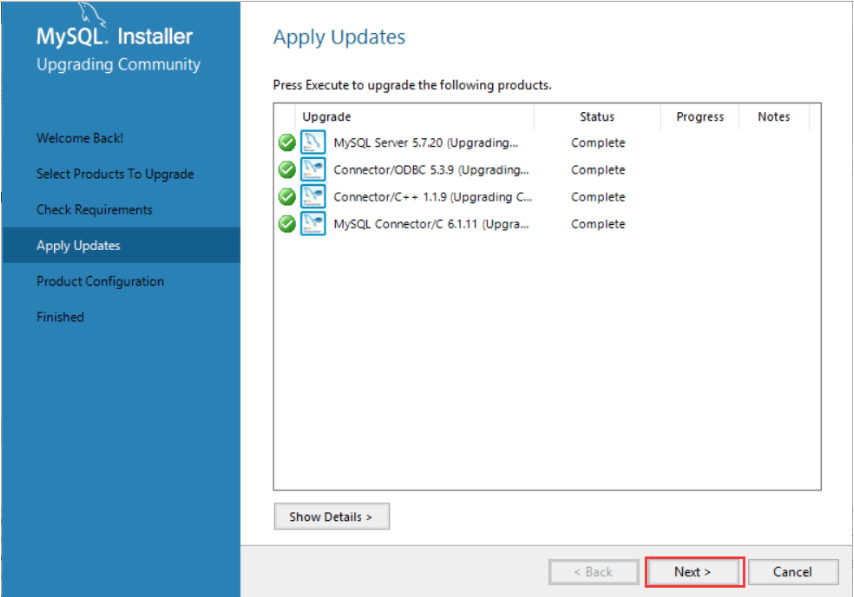 MySQL. Installer
Upgrading Community
Welcome Back!
Select Products To Upgrade
Check Requirements
Apply Updates
Product Configuration
Finished
Apply Updates
Press Execute to upgrade the following products.
Upgrade Status Progress Notes
MySQL Server 5.7.20 (Upgrading... Complete
Connector/ODBC 5.3.9 (Upgrading... Complete
Connector/C++ 1.1.9 (Upgrading C... Complete
MySQL Connector/C 6.1.11 (Upgra... Complete
Show Details >
< Back Next > Cancel